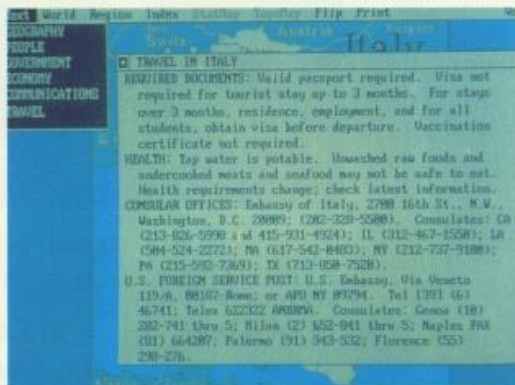 Text World Region Index StatMap TopoMap Flip Print
GEOGRAPHY
PEOPLE
GOVERNMENT
ECONOMY
COMMUNICATIONS
TRAVEL
Switz
Austria
Italy
TRAVEL IN ITALY
REQUIRED DOCUMENTS: Valid passport required. Visa not
required for tourist stay up to 3 months. For stays
over 3 months, residence, employment, and for all
students, obtain visa before departure. Vaccination
certificate not required.
HEALTH: Tap water is potable. Unwashed raw foods and
undercooked meats and seafood may not be safe to eat.
Health requirements change; check latest information.
CONSULAR OFFICES: Embassy of Italy, 2700 16th St., N.W.,
Washington, D.C. 20009; (202-328-5500). Consulates: CA
(213-826-5998 and 415-931-4924); IL (312-467-1550); LA
(504-524-2272); MA (617-542-0483); NY (212-737-9100);
PA (215-592-7369); TX (713-850-7520).
U.S. FOREIGN SERVICE POST: U.S. Embassy, Via Veneto
119/A, 00187-Rome; or APO NY 09794. Tel [39] (6)
46741; Telex 622322 AMBRMA. Consulates: Genoa (10)
282-741 thru 5; Milan (2) 652-841 thru 5; Naples FAX
(81) 664207; Palermo (91) 343-532; Florence (55)
298-276.